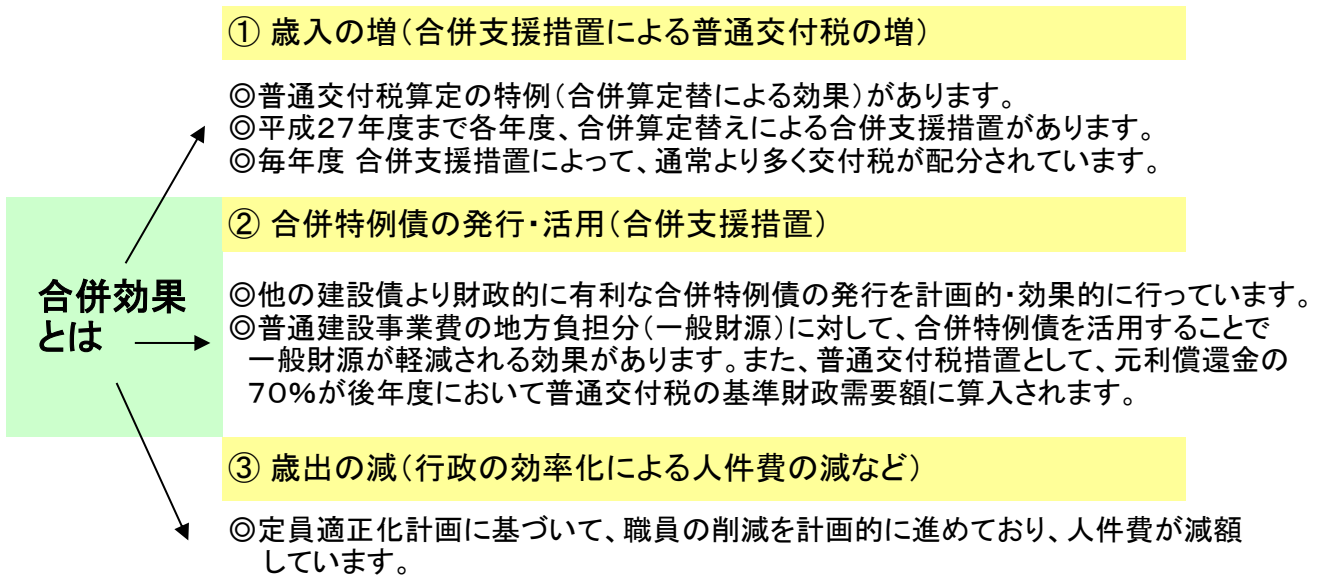 ① 歳入の増（合併支援措置による普通交付税の増）
◎普通交付税算定の特例（合併算定替による効果）があります。
◎平成２７年度まで各年度、合併算定替えによる合併支援措置があります。
◎毎年度 合併支援措置によって、通常より多く交付税が配分されています。
合併効果
とは
② 合併特例債の発行・活用（合併支援措置）
◎他の建設債より財政的に有利な合併特例債の発行を計画的・効果的に行っています。
◎普通建設事業費の地方負担分（一般財源）に対して、合併特例債を活用することで
一般財源が軽減される効果があります。また、普通交付税措置として、元利償還金の
７０％が後年度において普通交付税の基準財政需要額に算入されます。
③ 歳出の減（行政の効率化による人件費の減など）
◎定員適正化計画に基づいて、職員の削減を計画的に進めており、人件費が減額
しています。